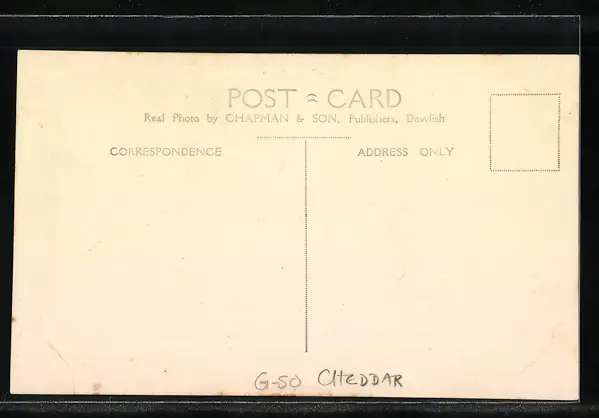 POST ≈ CARD
Real Photo by CHAPMAN & SON, Publishers, Dawlish
CORRESPONDENCE
ADDRESS ONLY
G-50 CHEDDAR